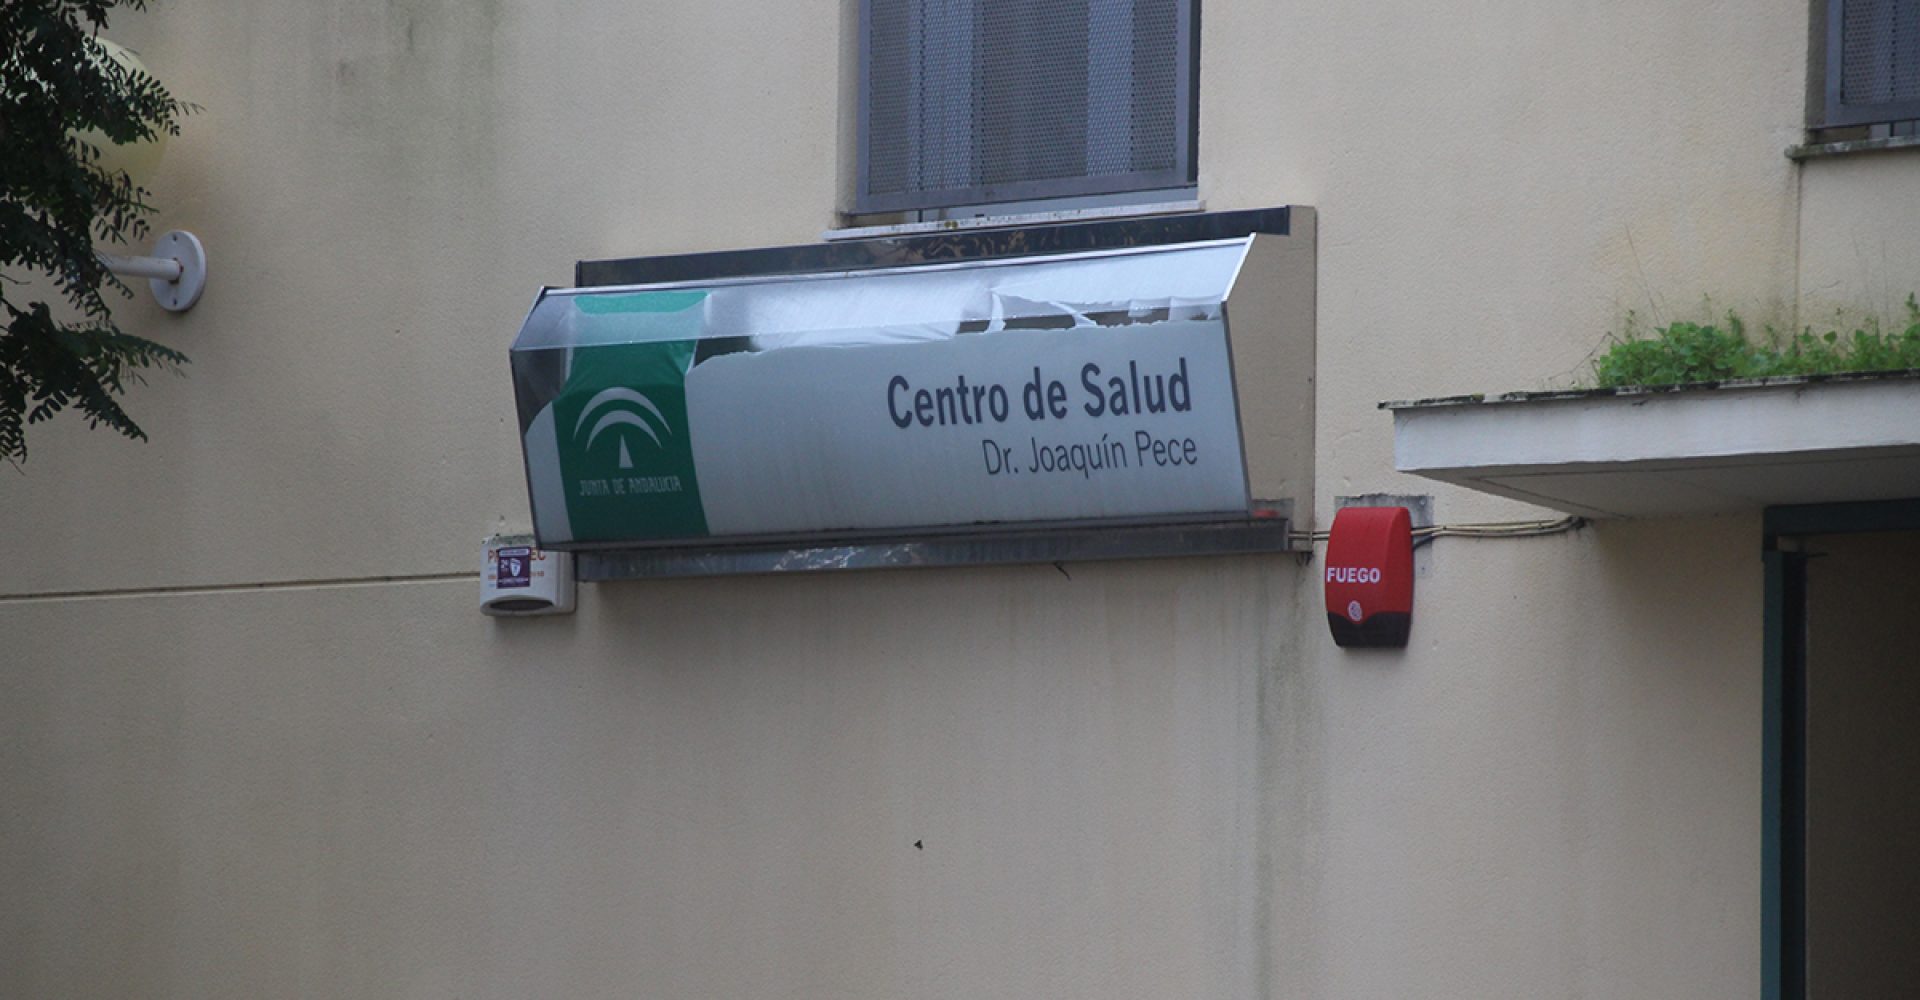 Centro de Salud
Dr. Joaquín Pece
JUNTA DE ANDALUCIA
FUEGO